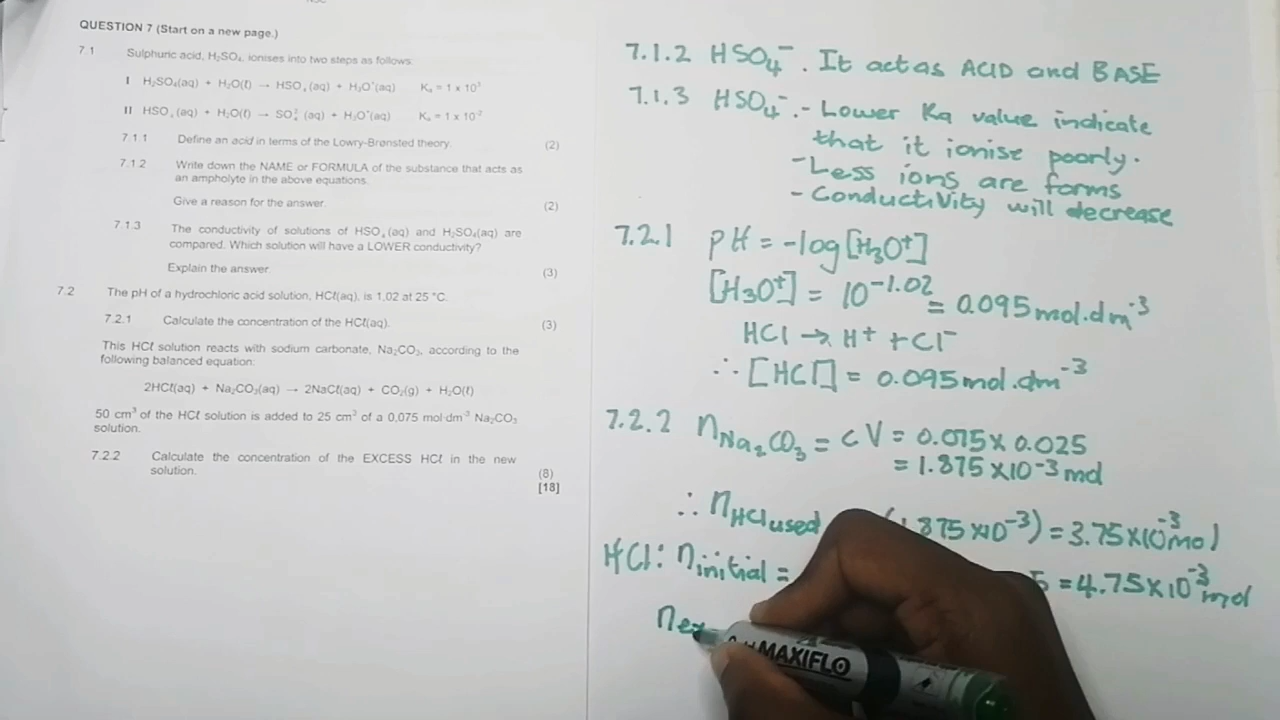 QUESTION 7 (Start on a new page.)
7.1 Sulphuric acid, H₂SO₄, ionises into two steps as follows:
I H₂SO₄(aq) + H₂O(ℓ) → HSO₄⁻(aq) + H₃O⁺(aq) Kₐ = 1 x 10³
II HSO₄⁻(aq) + H₂O(ℓ) → SO₄²⁻(aq) + H₃O⁺(aq) Kₐ = 1 x 10⁻²
7.1.1 Define an acid in terms of the Lowry-Brønsted theory. (2)
7.1.2 Write down the NAME or FORMULA of the substance that acts as
an ampholyte in the above equations.
Give a reason for the answer. (2)
7.1.3 The conductivity of solutions of HSO₄⁻(aq) and H₂SO₄(aq) are
compared. Which solution will have a LOWER conductivity?
Explain the answer. (3)
7.2 The pH of a hydrochloric acid solution, HCℓ(aq), is 1,02 at 25 °C.
7.2.1 Calculate the concentration of the HCℓ(aq). (3)
This HCℓ solution reacts with sodium carbonate, Na₂CO₃, according to the
following balanced equation:
2HCℓ(aq) + Na₂CO₃(aq) → 2NaCℓ(aq) + CO₂(g) + H₂O(ℓ)
50 cm³ of the HCℓ solution is added to 25 cm³ of a 0,075 mol·dm⁻³ Na₂CO₃
solution.
7.2.2 Calculate the concentration of the EXCESS HCℓ in the new
solution. (8)
[18]
7.1.2 HSO₄⁻. It act as ACID and BASE
7.1.3 HSO₄⁻. - Lower Ka value indicate
that it ionise poorly.
- Less ions are forms
- Conductivity will decrease
7.2.1 pH = -log[H₃O⁺]
[H₃O⁺] = 10⁻¹·⁰² = 0.095 mol.dm⁻³
HCl → H⁺ + Cl⁻
∴ [HCl] = 0.095 mol.dm⁻³
7.2.2 nNa₂CO₃ = cV = 0.075 × 0.025
= 1.875 × 10⁻³ mol
∴ nHCl used (1.875 × 10⁻³) = 3.75 × 10⁻³ mol
HCl: ninitial = 5 = 4.75 × 10⁻³ mol
nex
MAXIFLO